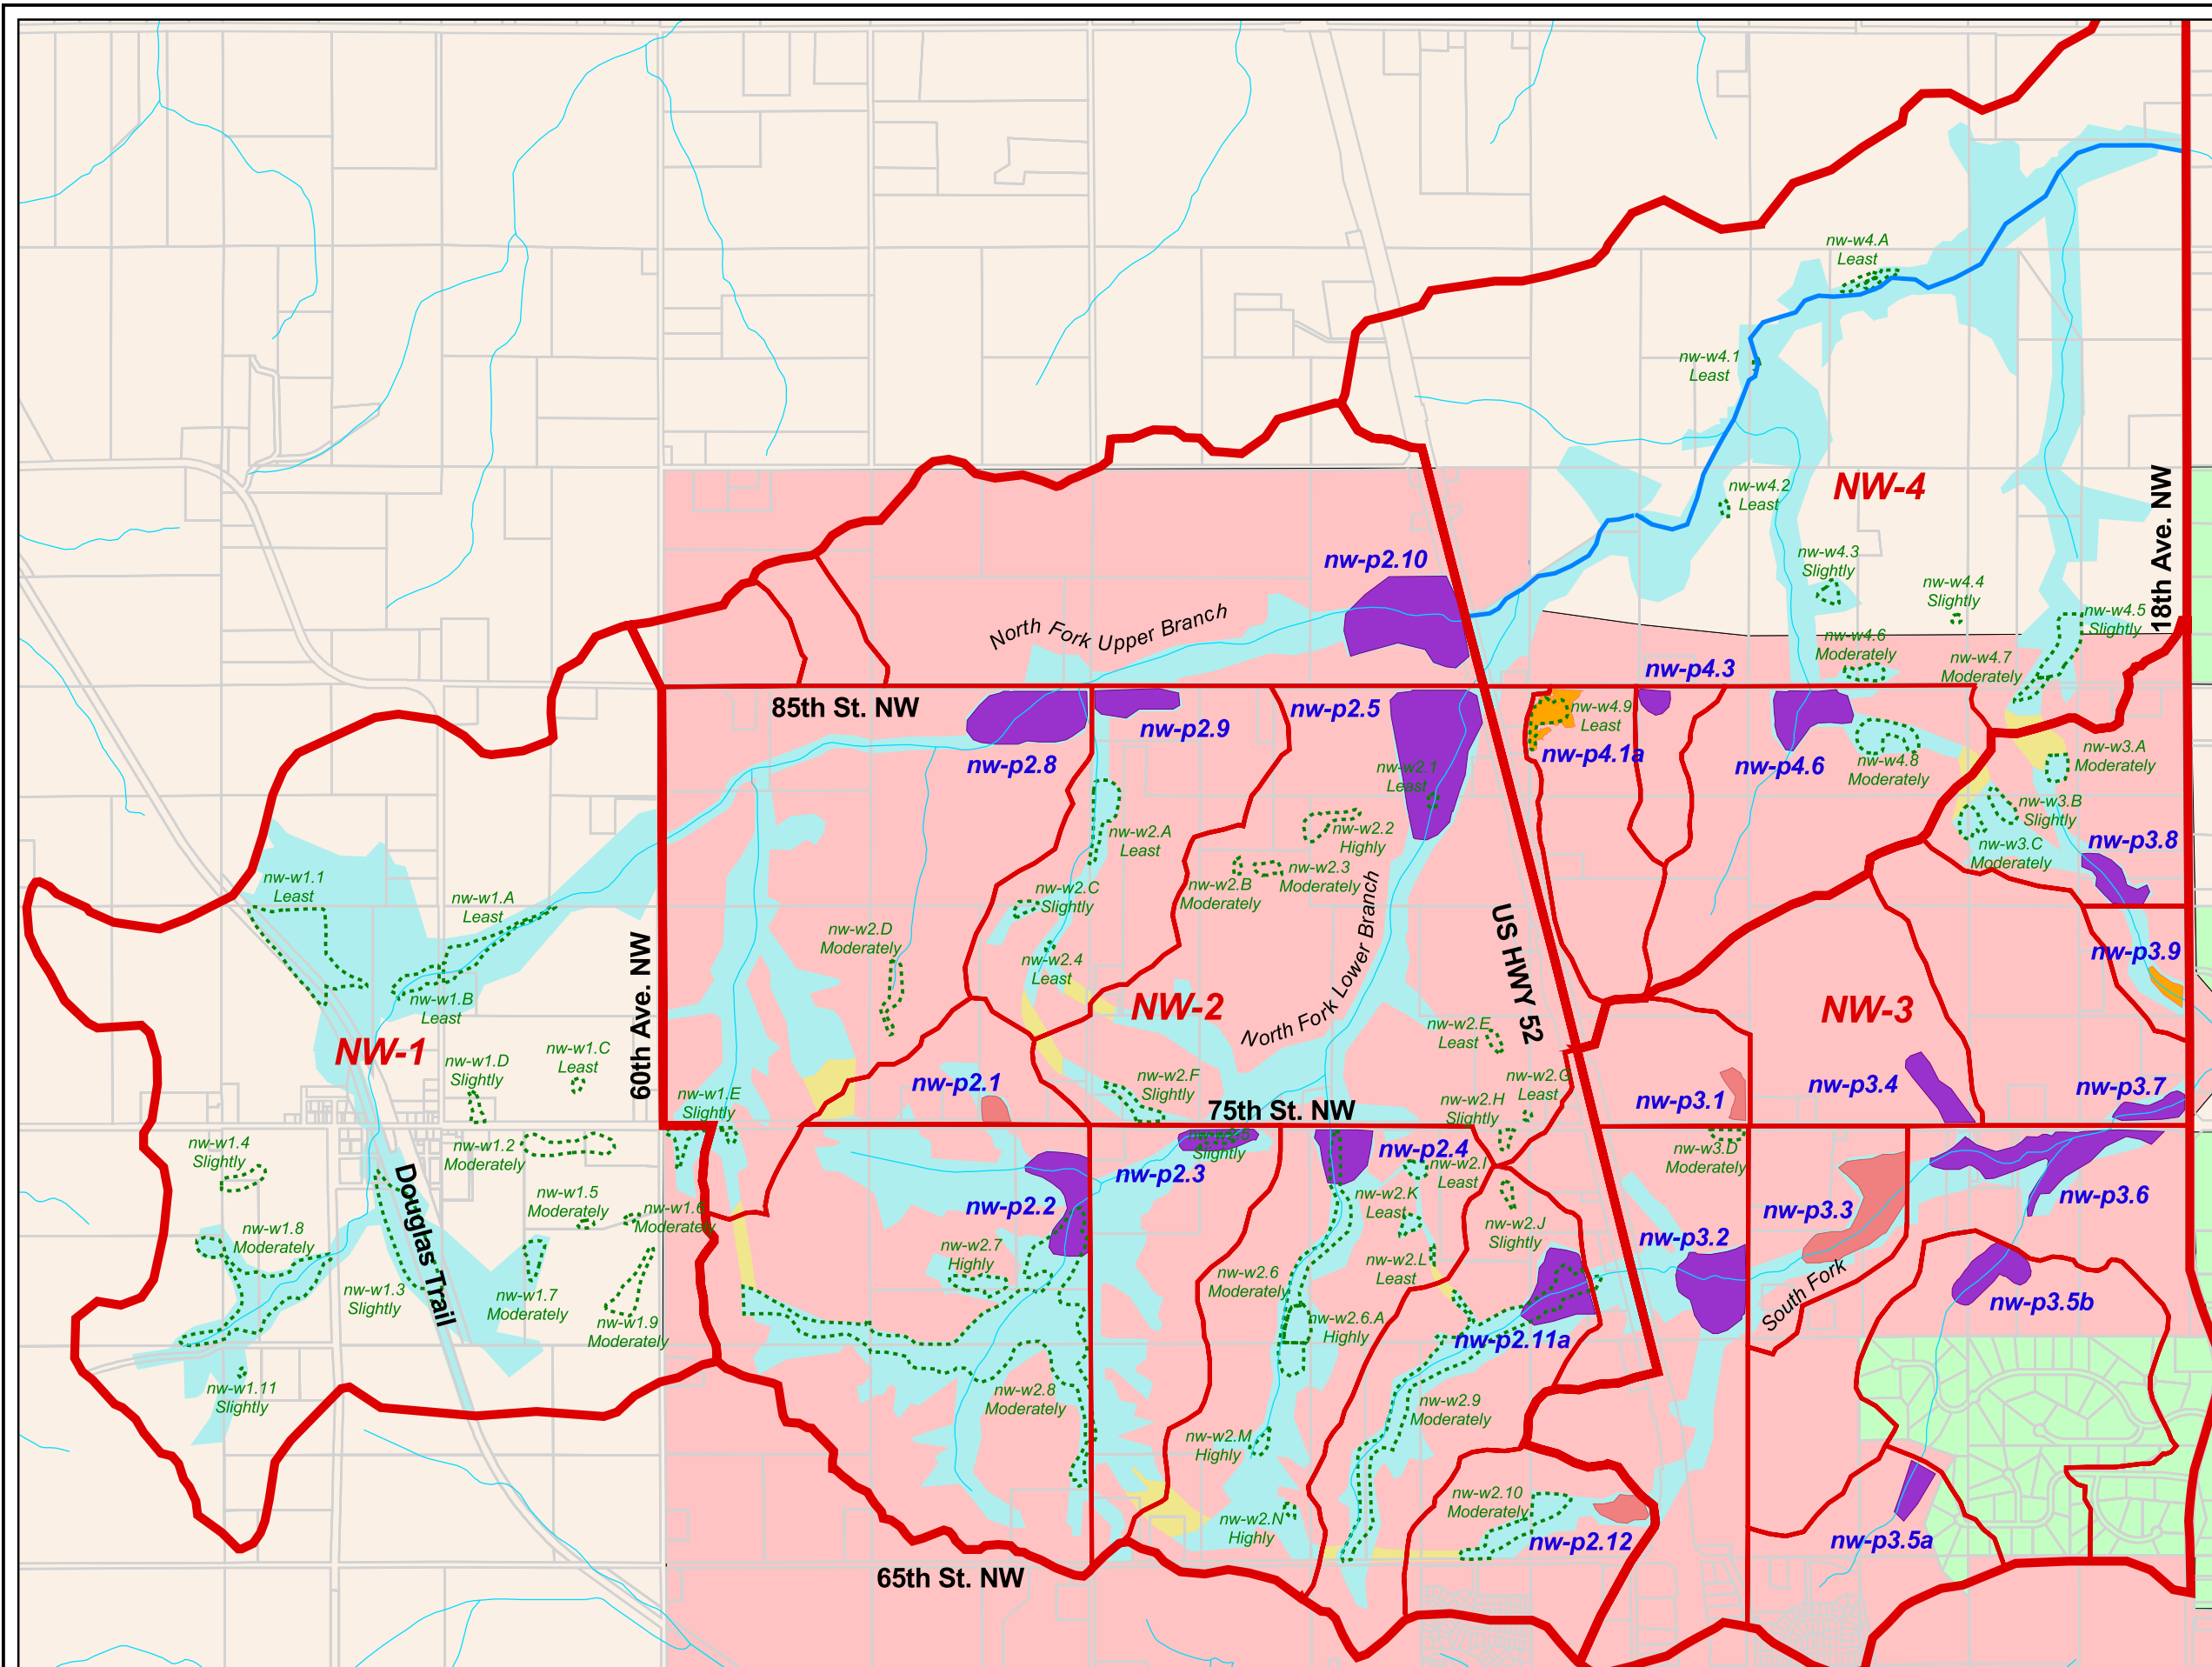 nw-w4.A
Least
nw-w4.1
Least
NW-4
nw-w4.2
Least
18th Ave. NW
nw-p2.10
nw-w4.3
Slightly
nw-w4.4
Slightly
nw-w4.5
Slightly
North Fork Upper Branch
nw-w4.6
Moderately
nw-w4.7
Moderately
nw-p4.3
85th St. NW
nw-p2.9
nw-p2.5
nw-w4.9
Least
nw-p4.1a
nw-p2.8
nw-p4.6
nw-w4.8
Moderately
nw-w3.A
Moderately
nw-w2.1
Least
nw-w3.B
Slightly
nw-w2.A
Least
nw-w2.2
Highly
nw-w3.C
Moderately
nw-p3.8
nw-w1.1
Least
nw-w1.A
Least
nw-w2.C
Slightly
nw-w2.B
Moderately
nw-w2.3
Moderately
nw-w2.D
Moderately
60th Ave. NW
US HWY 52
nw-p3.9
nw-w2.4
Least
nw-w1.B
Least
NW-2
North Fork Lower Branch
NW-3
NW-1
nw-w2.E
Least
nw-w1.D
Slightly
nw-w1.C
Least
nw-p2.1
nw-w2.F
Slightly
nw-w2.G
Least
nw-p3.1
nw-p3.4
nw-p3.7
nw-w1.E
Slightly
75th St. NW
nw-w2.H
Slightly
nw-w1.4
Slightly
nw-w1.2
Moderately
nw-w2.5
Slightly
nw-p2.3
nw-p2.4
nw-w2.I
Least
nw-w3.D
Moderately
Douglas Trail
nw-w1.5
Moderately
nw-w1.6
Moderately
nw-p2.2
nw-w2.K
Least
nw-p3.3
nw-p3.6
nw-w1.8
Moderately
nw-w2.7
Highly
nw-w2.J
Slightly
nw-p3.2
nw-w1.3
Slightly
nw-w1.7
Moderately
nw-w1.9
Moderately
nw-w2.6
Moderately
nw-w2.L
Least
South Fork
nw-p3.5b
nw-w2.6.A
Highly
nw-p2.11a
nw-w1.11
Slightly
nw-w2.8
Moderately
nw-w2.9
Moderately
nw-w2.M
Highly
nw-w2.10
Moderately
nw-w2.N
Highly
nw-p2.12
nw-p3.5a
65th St. NW